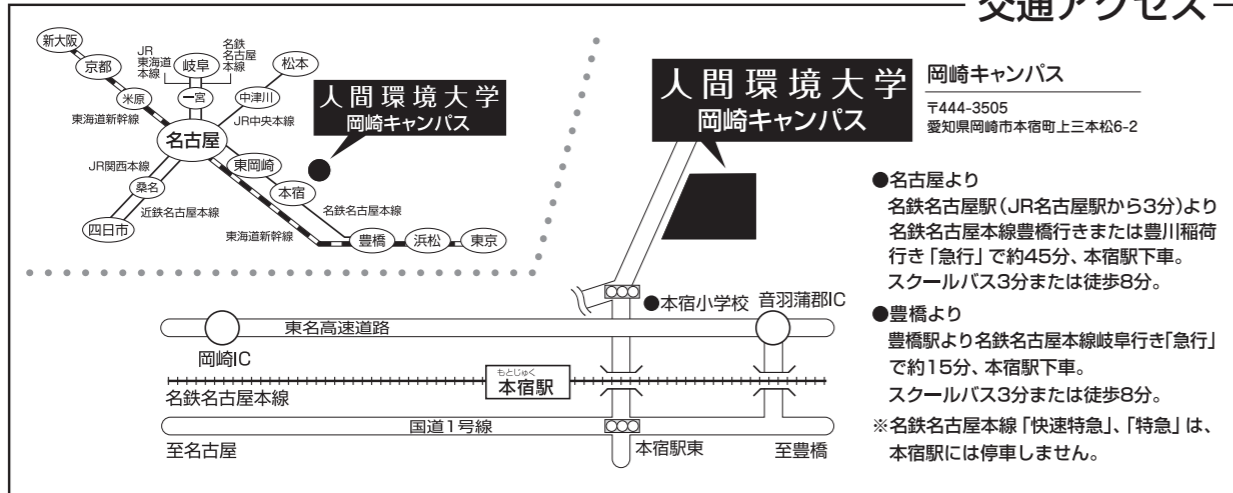 交通アクセス
新大阪
京都
米原
東海道新幹線
JR
東海道
本線
岐阜
名鉄
名古屋
本線
一宮
松本
中津川
JR中央本線
名古屋
人間環境大学
岡崎キャンパス
JR関西本線
桑名
近鉄名古屋本線
四日市
東岡崎
本宿
名鉄名古屋本線
東海道新幹線
豊橋
浜松
東京
人間環境大学
岡崎キャンパス
岡崎キャンパス
〒444-3505
愛知県岡崎市本宿町上三本松6-2
●名古屋より
名鉄名古屋駅(JR名古屋駅から3分)より
名鉄名古屋本線豊橋行きまたは豊川稲荷
行き「急行」で約45分、本宿駅下車。
スクールバス3分または徒歩8分。
●豊橋より
豊橋駅より名鉄名古屋本線岐阜行き「急行」
で約15分、本宿駅下車。
スクールバス3分または徒歩8分。
※名鉄名古屋本線「快速特急」、「特急」は、
本宿駅には停車しません。
●本宿小学校
音羽蒲郡IC
東名高速道路
岡崎IC
もとじゅく
本宿駅
名鉄名古屋本線
国道1号線
至名古屋
本宿駅東
至豊橋